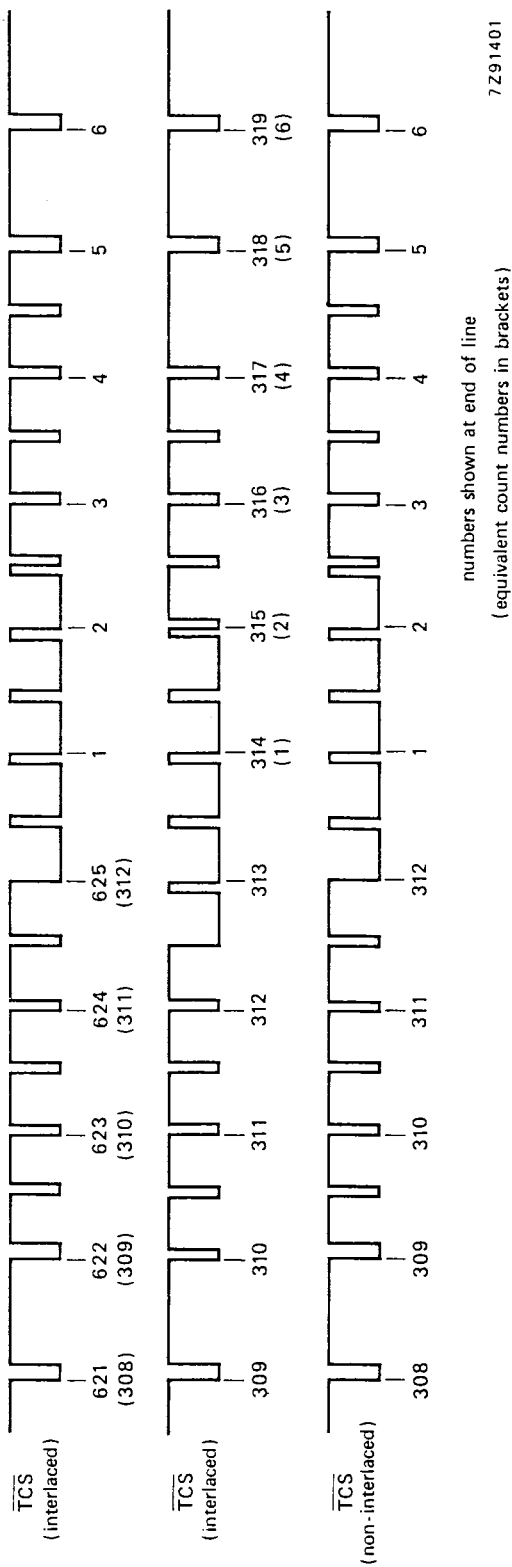 TCS
(interlaced)
621 622 623 624 625 1 2 3 4 5 6
(308) (309) (310) (311) (312)
TCS
(interlaced)
309 310 311 312 313 314 315 316 317 318 319
(1) (2) (3) (4) (5) (6)
TCS
(non-interlaced)
308 309 310 311 312 1 2 3 4 5 6
numbers shown at end of line
(equivalent count numbers in brackets)
7Z91401